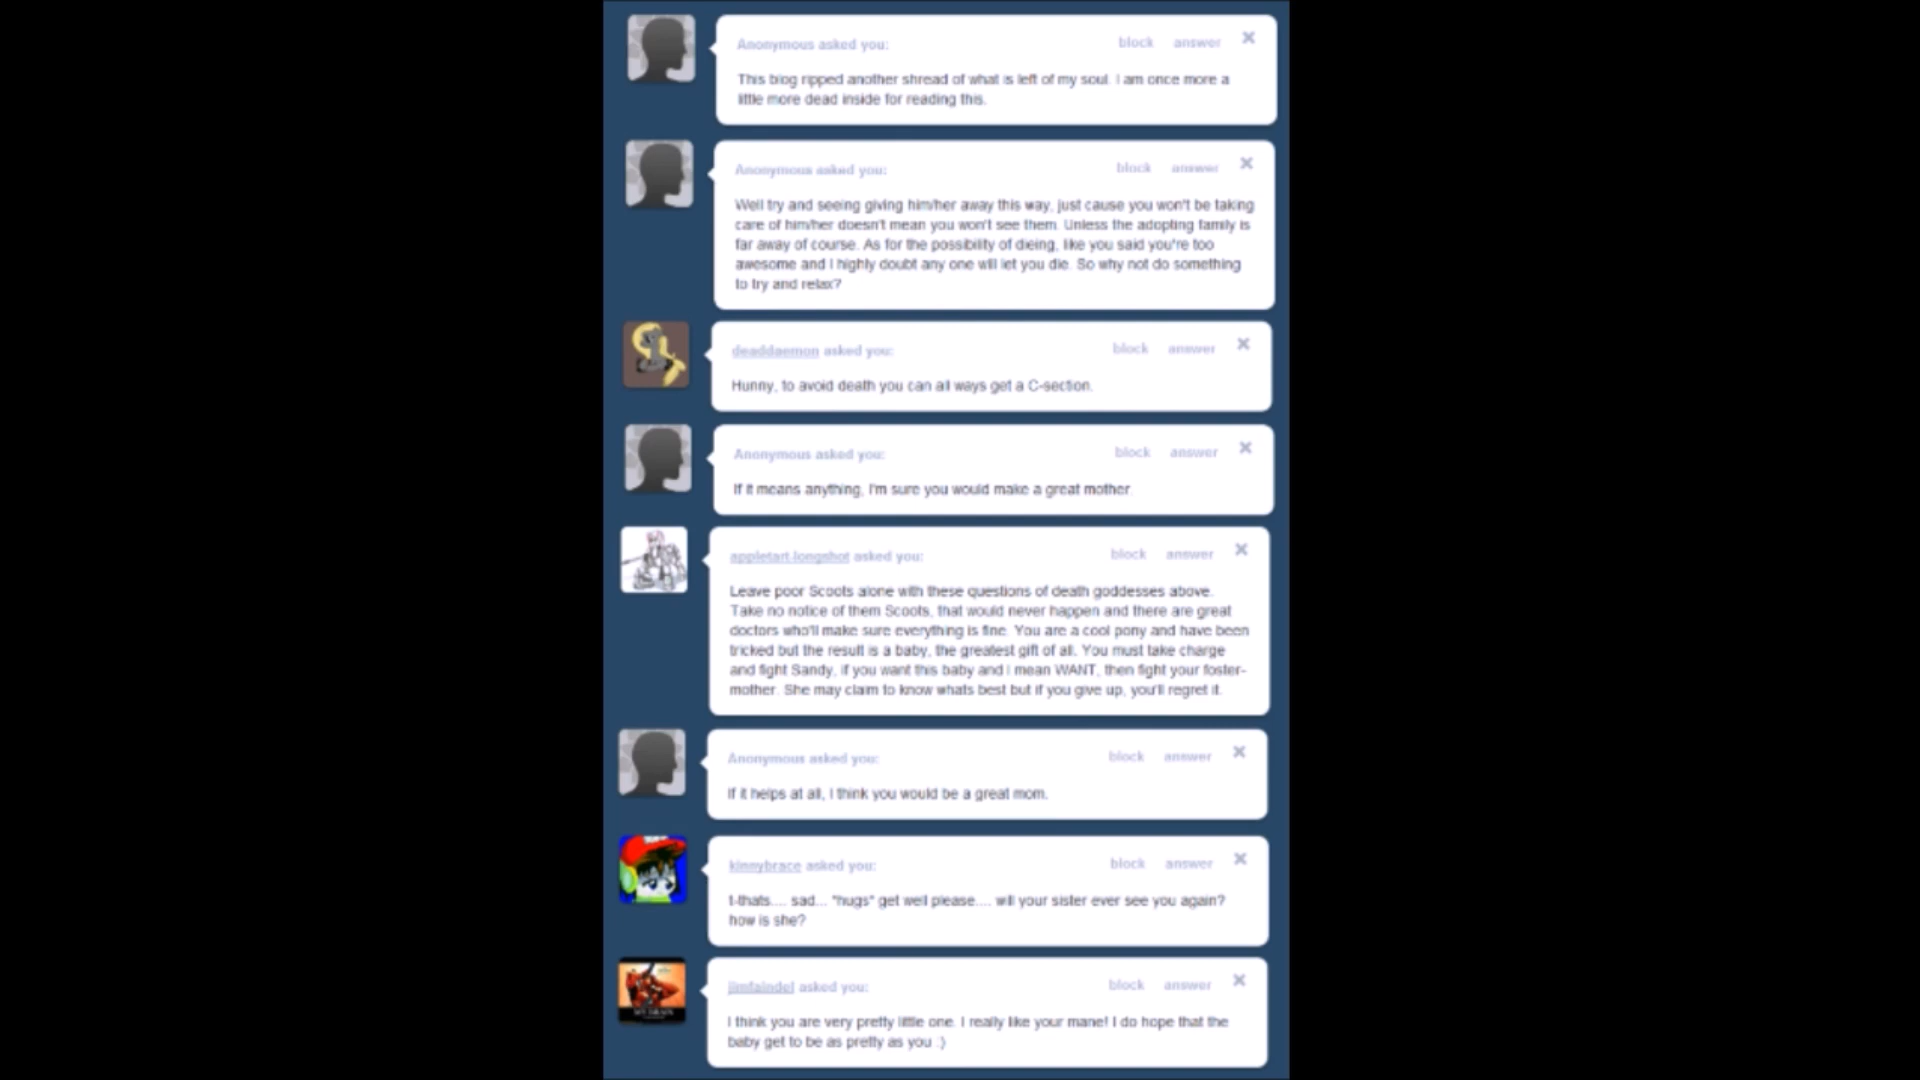 Anonymous asked you: block answer ×
This blog ripped another shread of what is left of my soul. I am once more a
little more dead inside for reading this.
Anonymous asked you: block answer ×
Well try and seeing giving him/her away this way, just cause you won't be taking
care of him/her doesn't mean you won't see them. Unless the adopting family is
far away of course. As for the possibility of dieing, like you said you're too
awesome and I highly doubt any one will let you die. So why not do something
to try and relax?
deaddaemon asked you: block answer ×
Hunny, to avoid death you can all ways get a C-section.
Anonymous asked you: block answer ×
If it means anything, I'm sure you would make a great mother.
appletart-longshot asked you: block answer ×
Leave poor Scoots alone with these questions of death goddesses above.
Take no notice of them Scoots, that would never happen and there are great
doctors who'll make sure everything is fine. You are a cool pony and have been
tricked but the result is a baby, the greatest gift of all. You must take charge
and fight Sandy, if you want this baby and I mean WANT, then fight your foster-
mother. She may claim to know whats best but if you give up, you'll regret it.
Anonymous asked you: block answer ×
If it helps at all, I think you would be a great mom.
kinnybrace asked you: block answer ×
t-thats.... sad... *hugs* get well please.... will your sister ever see you again?
how is she?
jimfaindel asked you: block answer ×
I think you are very pretty little one. I really like your mane! I do hope that the
baby get to be as pretty as you :)